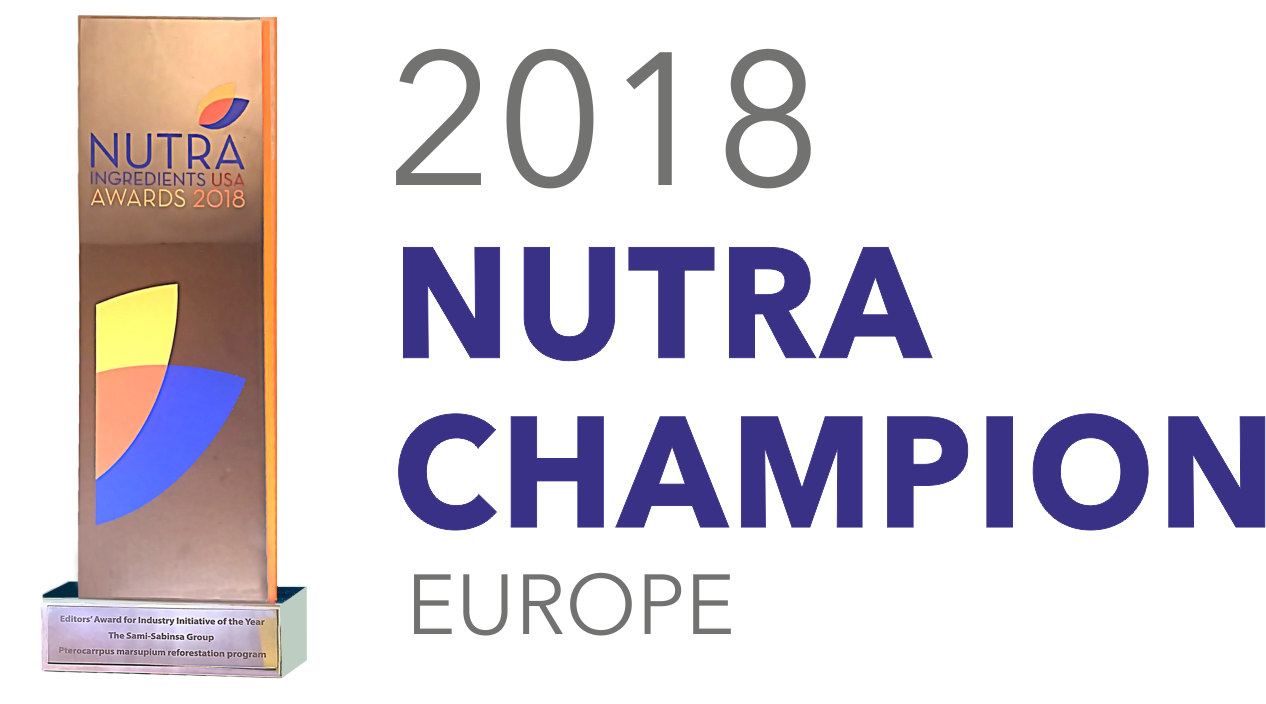 NUTRA
INGREDIENTS USA
AWARDS 2018
Editors' Award for Industry Initiative of the Year
The Sami-Sabinsa Group
Pterocarrpus marsupium reforestation program
2018
NUTRA
CHAMPION
EUROPE